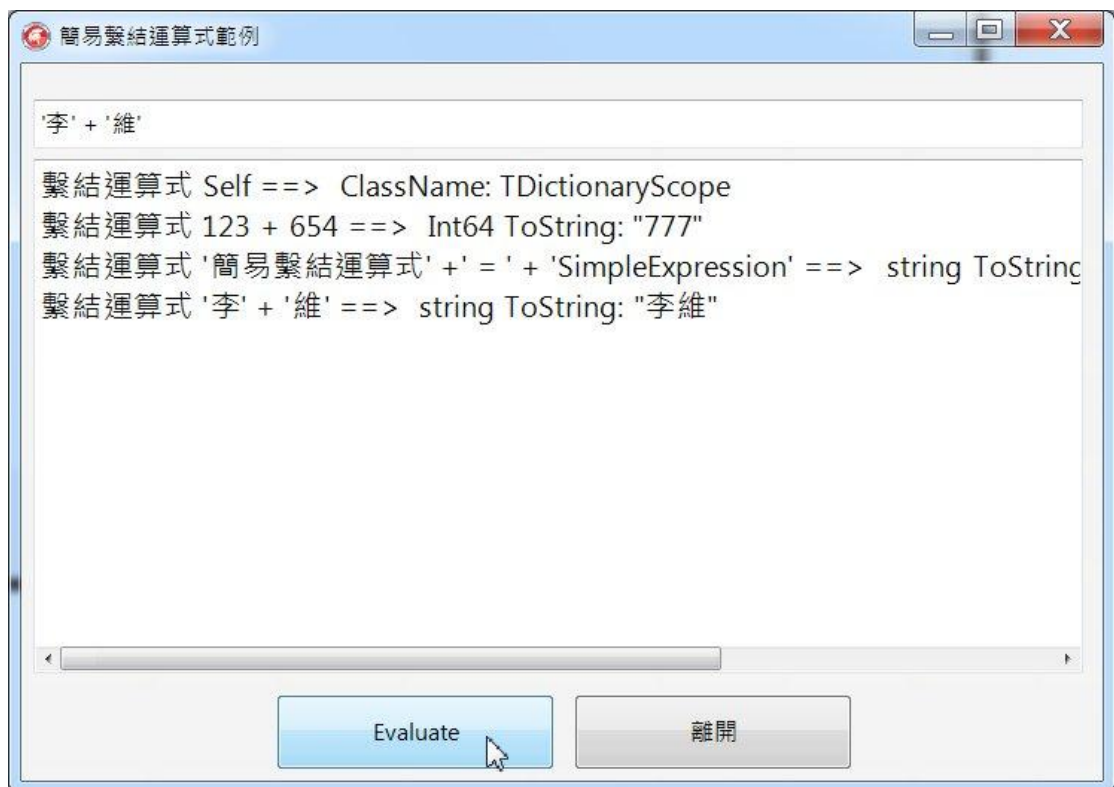 簡易繫結運算式範例
'李' + '維'
繫結運算式 Self ==>  ClassName: TDictionaryScope
繫結運算式 123 + 654 ==>  Int64 ToString: "777"
繫結運算式 '簡易繫結運算式' +' = ' + 'SimpleExpression' ==>  string ToString
繫結運算式 '李' + '維' ==>  string ToString: "李維"
Evaluate
離開